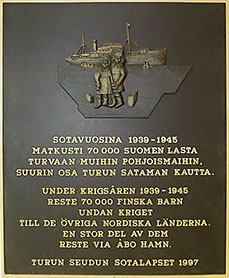 SOTAVUOSINA 1939-1945
MATKUSTI 70 000 SUOMEN LASTA
TURVAAN MUIHIN POHJOISMAIHIN,
SUURIN OSA TURUN SATAMAN KAUTTA.
UNDER KRIGSÅREN 1939-1945
RESTE 70 000 FINSKA BARN
UNDAN KRIGET
TILL DE ÖVRIGA NORDISKA LÄNDERNA.
EN STOR DEL AV DEM
RESTE VIA ÅBO HAMN.
TURUN SEUDUN SOTALAPSET 1997